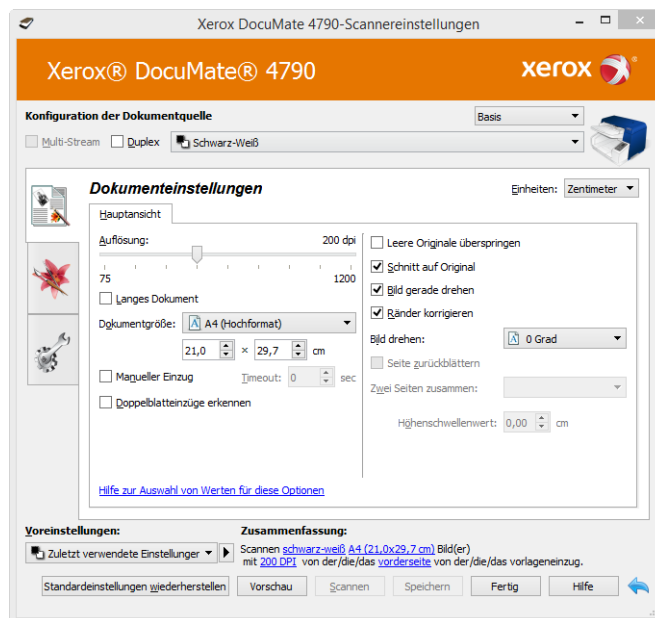 Xerox DocuMate 4790-Scannereinstellungen
Xerox® DocuMate® 4790
xerox
Konfiguration der Dokumentquelle
Basis
Multi-Stream Duplex Schwarz-Weiß
Dokumenteinstellungen
Einheiten: Zentimeter
Hauptansicht
Auflösung: 200 dpi
75 1200
Langes Dokument
Dokumentgröße: A4 (Hochformat)
21,0 × 29,7 cm
Manueller Einzug Timeout: 0 sec
Doppelblatteinzüge erkennen
Leere Originale überspringen
Schnitt auf Original
Bild gerade drehen
Ränder korrigieren
Bild drehen: 0 Grad
Seite zurückblättern
Zwei Seiten zusammen:
Höhenschwellenwert: 0,00 cm
Hilfe zur Auswahl von Werten für diese Optionen
Voreinstellungen:
Zuletzt verwendete Einstellunger
Zusammenfassung:
Scannen schwarz-weiß A4 (21,0x29,7 cm) Bild(er)
mit 200 DPI von der/die/das vorderseite von der/die/das vorlageneinzug.
Standardeinstellungen wiederherstellen Vorschau Scannen Speichern Fertig Hilfe